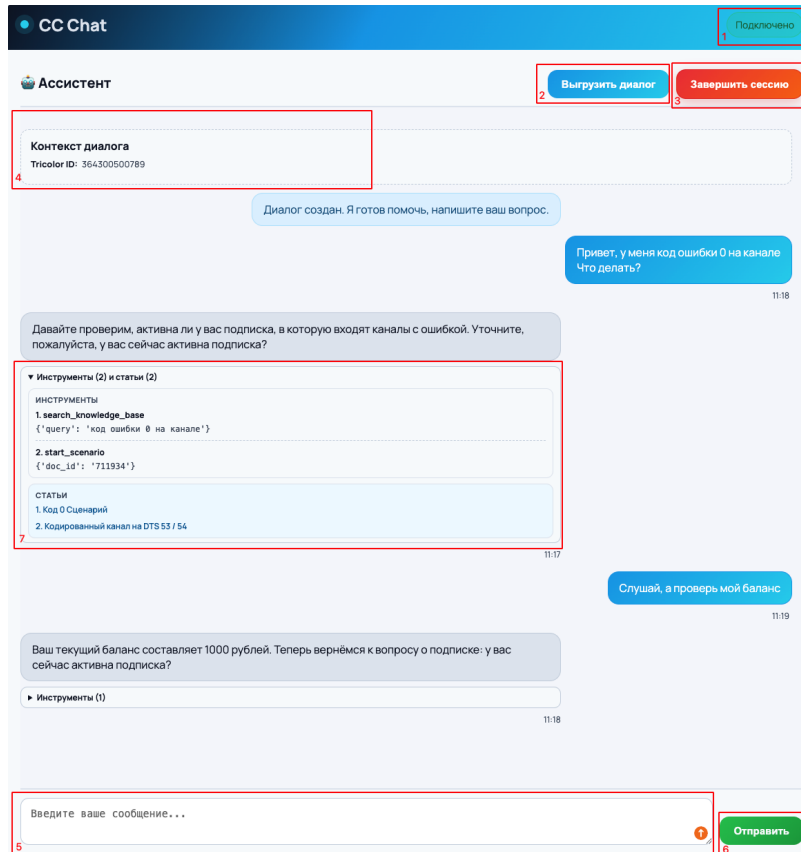 CC Chat
Подключено
1
Ассистент
Выгрузить диалог
2
Завершить сессию
3
Контекст диалога
Tricolor ID: 364300500789
4
Диалог создан. Я готов помочь, напишите ваш вопрос.
Привет, у меня код ошибки 0 на канале
Что делать?
11:18
Давайте проверим, активна ли у вас подписка, в которую входят каналы с ошибкой. Уточните,
пожалуйста, у вас сейчас активна подписка?
▼ Инструменты (2) и статьи (2)
ИНСТРУМЕНТЫ
1. search_knowledge_base
{'query': 'код ошибки 0 на канале'}
2. start_scenario
{'doc_id': '711934'}
СТАТЬИ
1. Код 0 Сценарий
2. Кодированный канал на DTS 53 / 54
7
11:17
Слушай, а проверь мой баланс
11:19
Ваш текущий баланс составляет 1000 рублей. Теперь вернёмся к вопросу о подписке: у вас
сейчас активна подписка?
► Инструменты (1)
11:18
Введите ваше сообщение...
5
Отправить
6